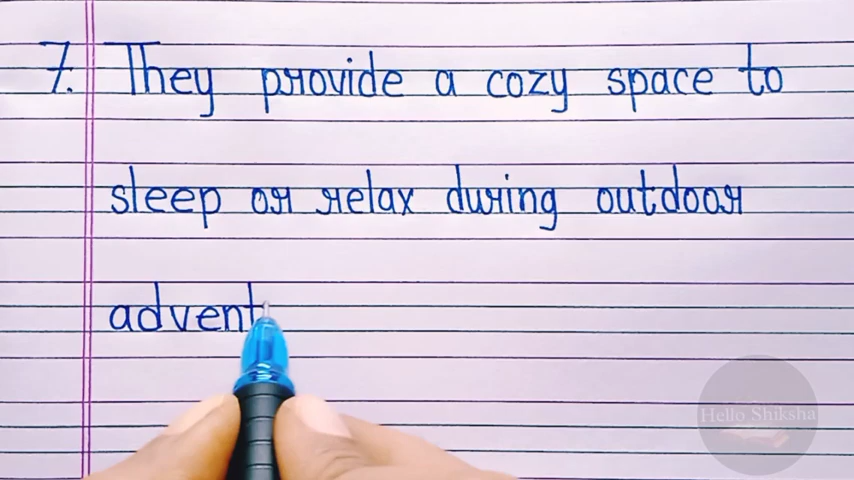 7. They provide a cozy space to
sleep or relax during outdoor
advent
Hello Shiksha